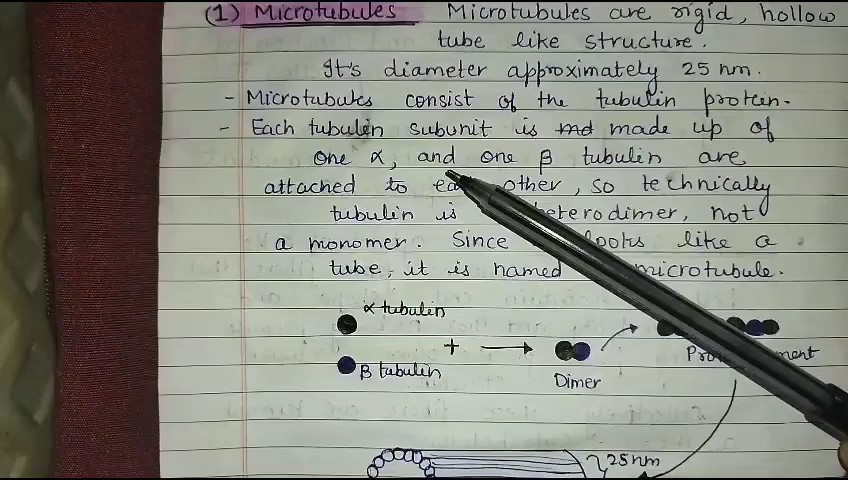 (1) Microtubules Microtubules are rigid, hollow
tube like structure.
It's diameter approximately 25 nm.
- Microtubules consist of the tubulin protein.
- Each tubulin subunit is made up of
one α, and one β tubulin are
attached to other, so technically
tubulin is heterodimer, not
a monomer. Since looks like a
tube, it is named microtubule.
α tubulin
+
β tubulin
Dimer
25 nm